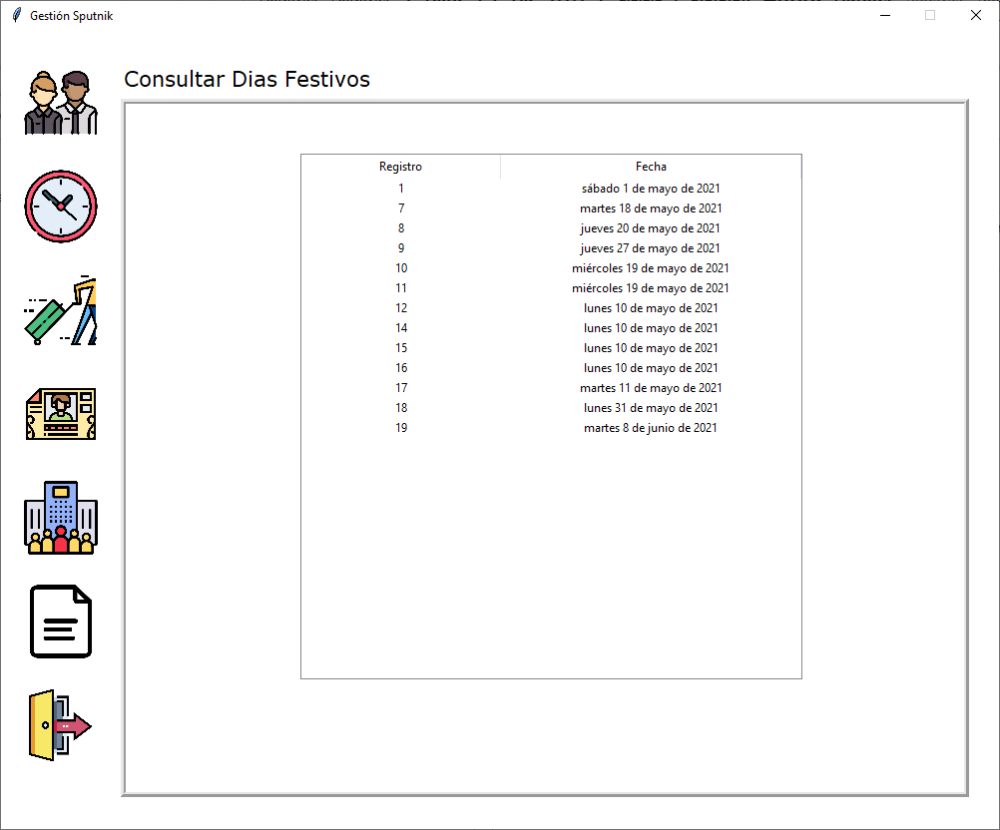 Gestión Sputnik
Consultar Dias Festivos
Registro Fecha
1 sábado 1 de mayo de 2021
7 martes 18 de mayo de 2021
8 jueves 20 de mayo de 2021
9 jueves 27 de mayo de 2021
10 miércoles 19 de mayo de 2021
11 miércoles 19 de mayo de 2021
12 lunes 10 de mayo de 2021
14 lunes 10 de mayo de 2021
15 lunes 10 de mayo de 2021
16 lunes 10 de mayo de 2021
17 martes 11 de mayo de 2021
18 lunes 31 de mayo de 2021
19 martes 8 de junio de 2021